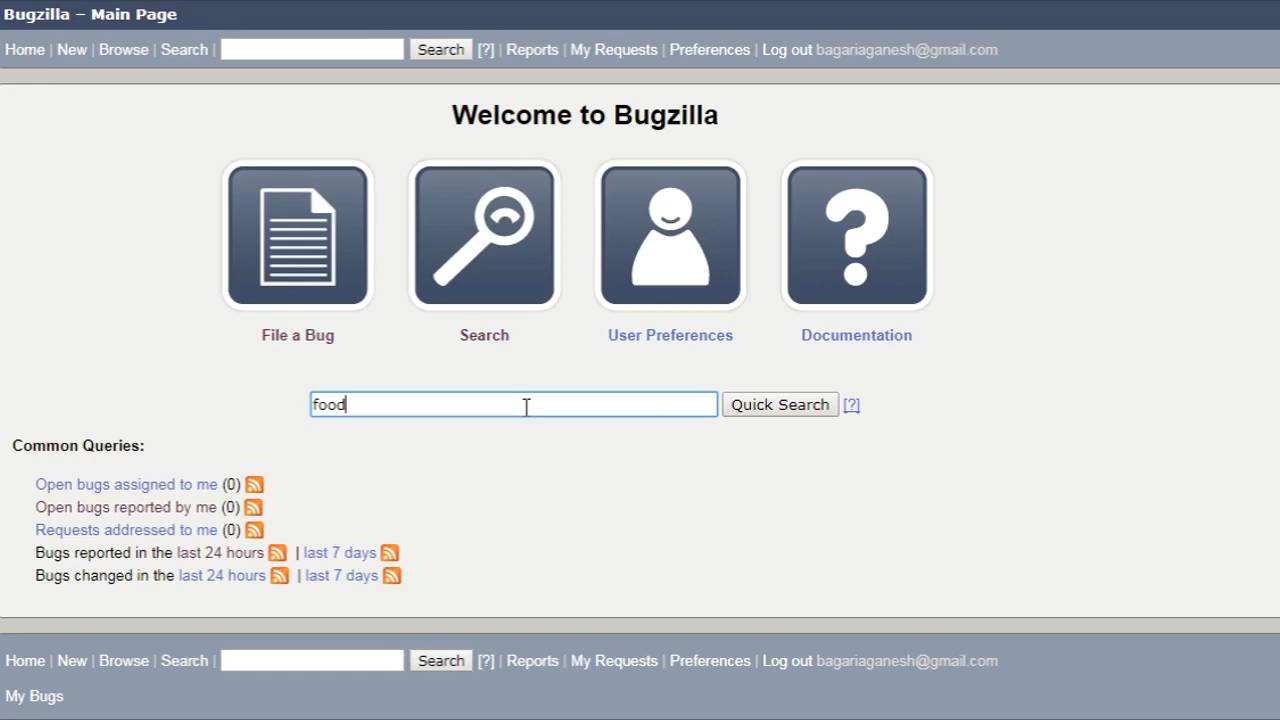 Bugzilla – Main Page
Home | New | Browse | Search | Search [?] | Reports | My Requests | Preferences | Log out bagariaganesh@gmail.com
Welcome to Bugzilla
File a Bug Search User Preferences Documentation
food Quick Search [?]
Common Queries:
Open bugs assigned to me (0)
Open bugs reported by me (0)
Requests addressed to me (0)
Bugs reported in the last 24 hours | last 7 days
Bugs changed in the last 24 hours | last 7 days
Home | New | Browse | Search | Search [?] | Reports | My Requests | Preferences | Log out bagariaganesh@gmail.com
My Bugs